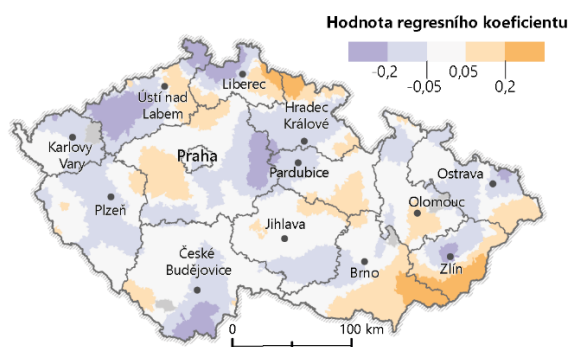 Hodnota regresního koeficientu
-0,2
-0,05
0,05
0,2
Liberec
Ústí nad
Labem
Hradec
Králové
Karlovy
Vary
Praha
Pardubice
Ostrava
Plzeň
Olomouc
Jihlava
České
Budějovice
Brno
Zlín
0
100 km